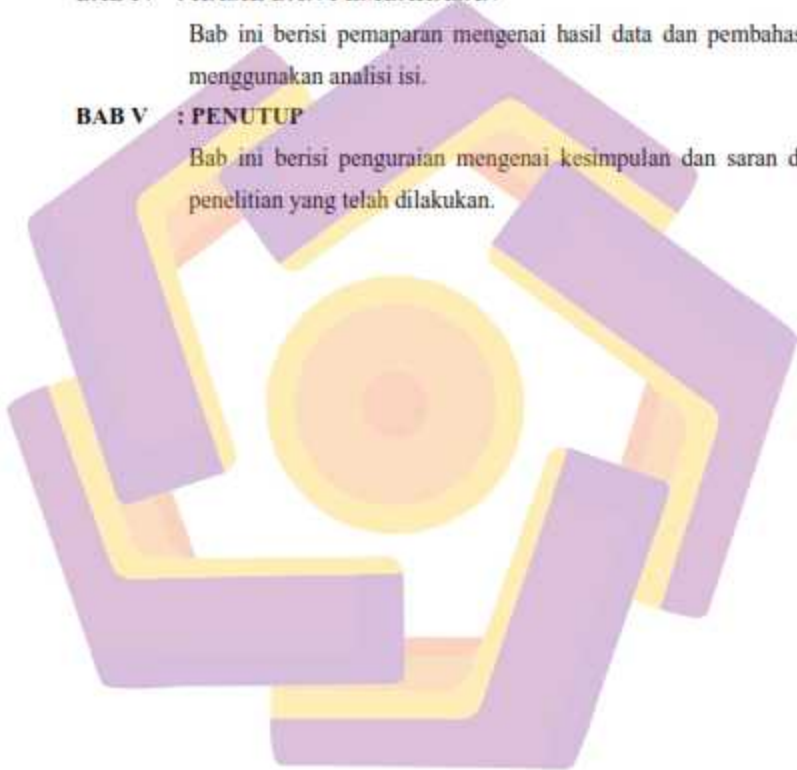 Bab ini berisi pemaparan mengenai hasil data dan pembahas
menggunakan analisi isi.
BAB V : PENUTUP
Bab ini berisi penguraian mengenai kesimpulan dan saran d
penelitian yang telah dilakukan.